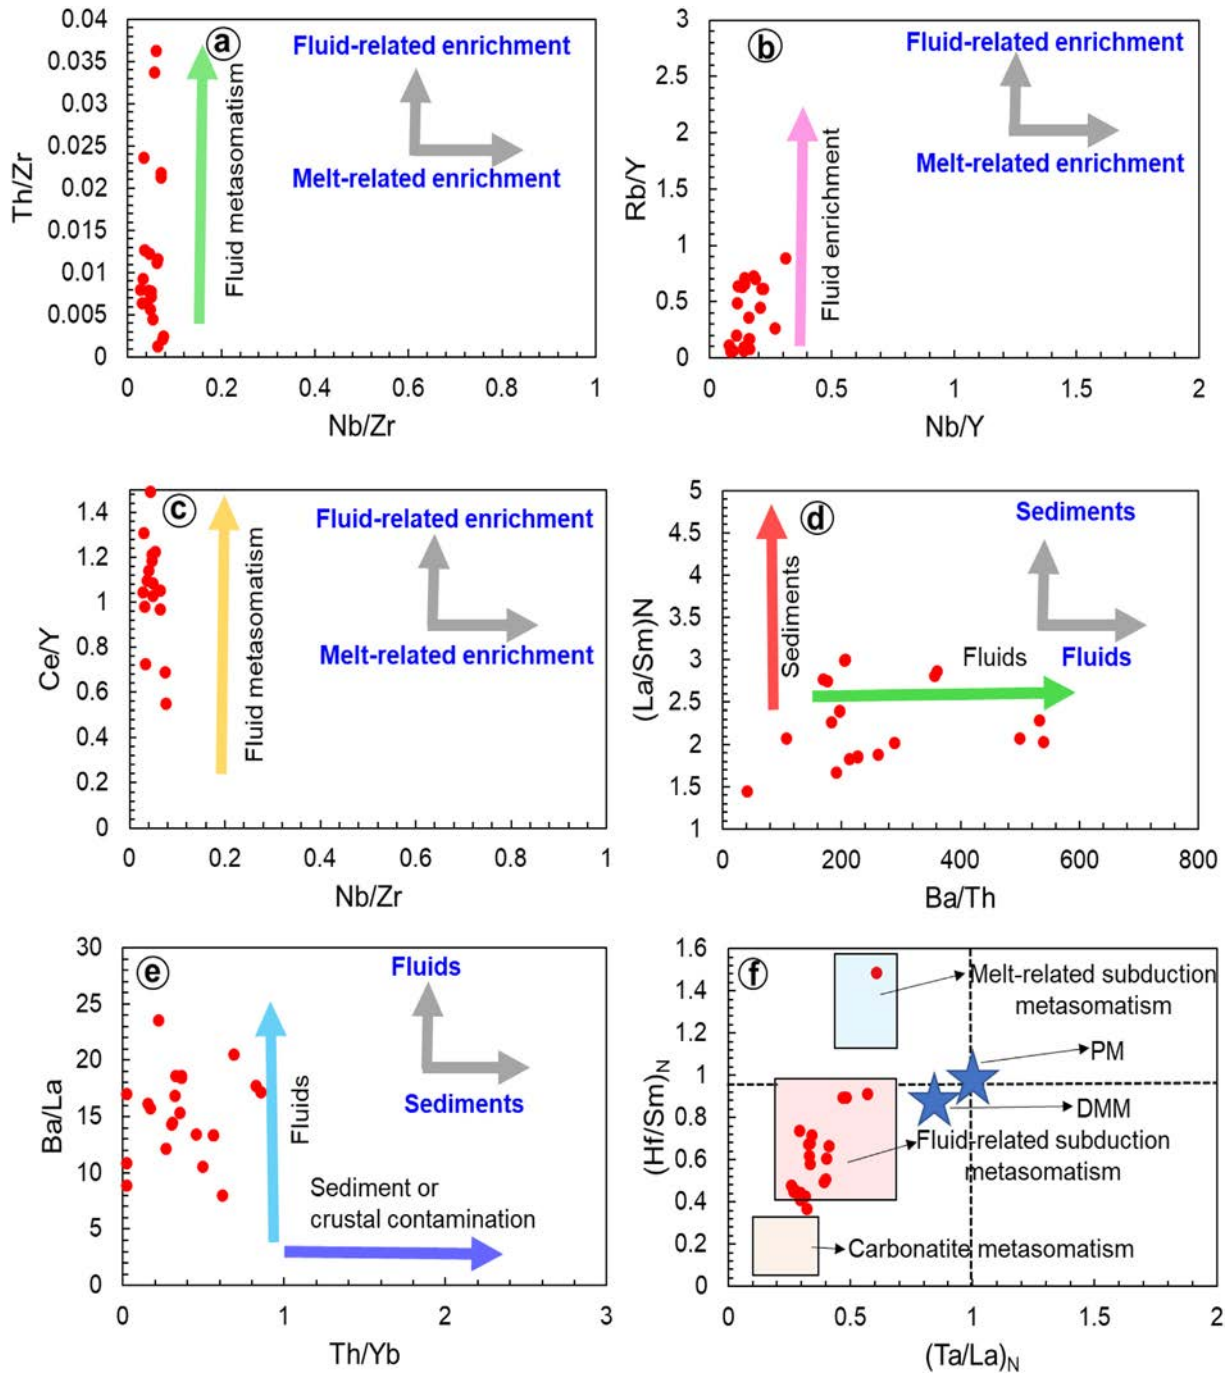 a
Fluid-related enrichment
Melt-related enrichment
Fluid metasomatism
Th/Zr
0.04
0.035
0.03
0.025
0.02
0.015
0.01
0.005
0
0
0.2
0.4
0.6
0.8
1
Nb/Zr
b
Fluid-related enrichment
Melt-related enrichment
Fluid enrichment
Rb/Y
3
2.5
2
1.5
1
0.5
0
0
0.5
1
1.5
2
Nb/Y
c
Fluid-related enrichment
Melt-related enrichment
Fluid metasomatism
Ce/Y
1.4
1.2
1
0.8
0.6
0.4
0.2
0
0
0.2
0.4
0.6
0.8
1
Nb/Zr
d
Sediments
Fluids
Fluids
Sediments
(La/Sm)N
5
4.5
4
3.5
3
2.5
2
1.5
1
0
200
400
600
800
Ba/Th
e
Fluids
Sediments
Fluids
Sediment or
crustal contamination
Ba/La
30
25
20
15
10
5
0
0
1
2
3
Th/Yb
f
Melt-related subduction
metasomatism
PM
DMM
Fluid-related subduction
metasomatism
Carbonatite metasomatism
(Hf/Sm)N
1.6
1.4
1.2
1
0.8
0.6
0.4
0.2
0
0
0.5
1
1.5
2
(Ta/La)N